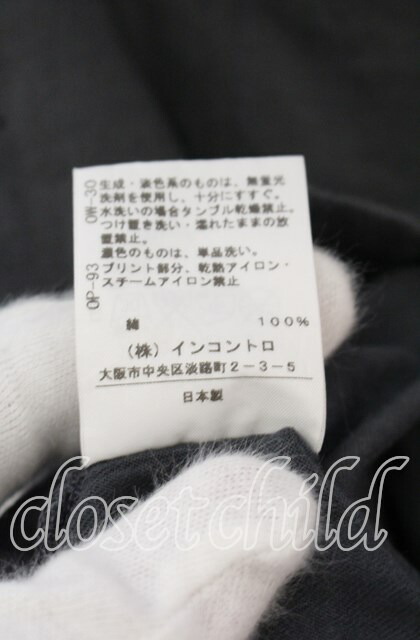 OW-30 生成・淡色系のものは、無蛍光
洗剤を使用し、十分にすすぐ。
水洗いの場合タンブル乾燥禁止。
つけ置き洗い・濡れたままの放
置禁止。
濃色のものは、単品洗い。
OP-93 プリント部分、乾熱アイロン・
スチームアイロン禁止
綿 100%
(株) インコントロ
大阪市中央区淡路町2-3-5
日本製
closet child